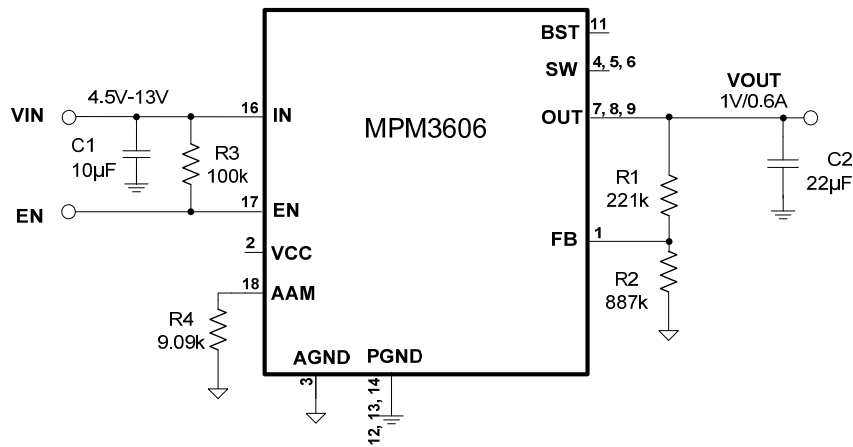 BST
11
SW
4, 5, 6
VIN
4.5V-13V
16
IN
MPM3606
OUT
7, 8, 9
VOUT
1V/0.6A
C1
10µF
R3
100k
R1
221k
C2
22µF
EN
17
EN
FB
1
2
VCC
R2
887k
18
AAM
R4
9.09k
AGND
PGND
3
12, 13, 14